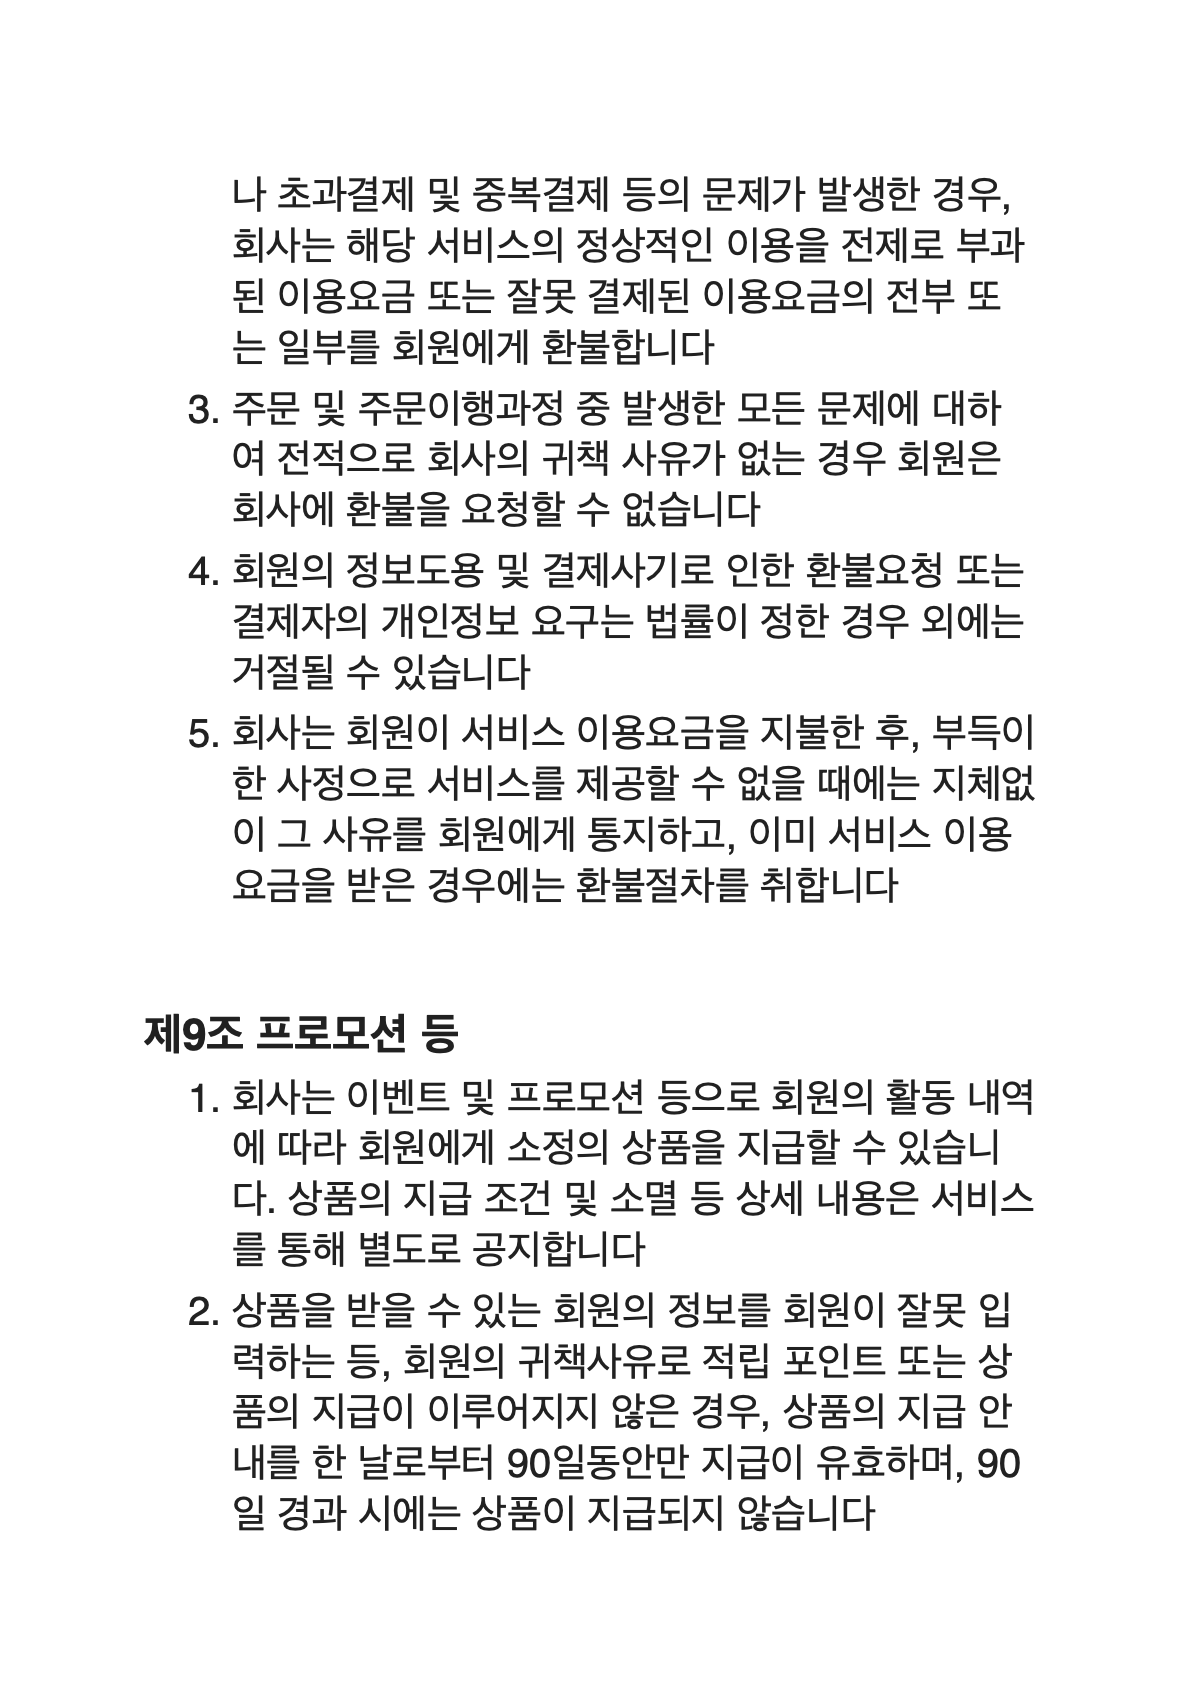 나 초과결제 및 중복결제 등의 문제가 발생한 경우,
회사는 해당 서비스의 정상적인 이용을 전제로 부과
된 이용요금 또는 잘못 결제된 이용요금의 전부 또
는 일부를 회원에게 환불합니다
3. 주문 및 주문이행과정 중 발생한 모든 문제에 대하
여 전적으로 회사의 귀책 사유가 없는 경우 회원은
회사에 환불을 요청할 수 없습니다
4. 회원의 정보도용 및 결제사기로 인한 환불요청 또는
결제자의 개인정보 요구는 법률이 정한 경우 외에는
거절될 수 있습니다
5. 회사는 회원이 서비스 이용요금을 지불한 후, 부득이
한 사정으로 서비스를 제공할 수 없을 때에는 지체없
이 그 사유를 회원에게 통지하고, 이미 서비스 이용
요금을 받은 경우에는 환불절차를 취합니다
제9조 프로모션 등
1. 회사는 이벤트 및 프로모션 등으로 회원의 활동 내역
에 따라 회원에게 소정의 상품을 지급할 수 있습니
다. 상품의 지급 조건 및 소멸 등 상세 내용은 서비스
를 통해 별도로 공지합니다
2. 상품을 받을 수 있는 회원의 정보를 회원이 잘못 입
력하는 등, 회원의 귀책사유로 적립 포인트 또는 상
품의 지급이 이루어지지 않은 경우, 상품의 지급 안
내를 한 날로부터 90일동안만 지급이 유효하며, 90
일 경과 시에는 상품이 지급되지 않습니다